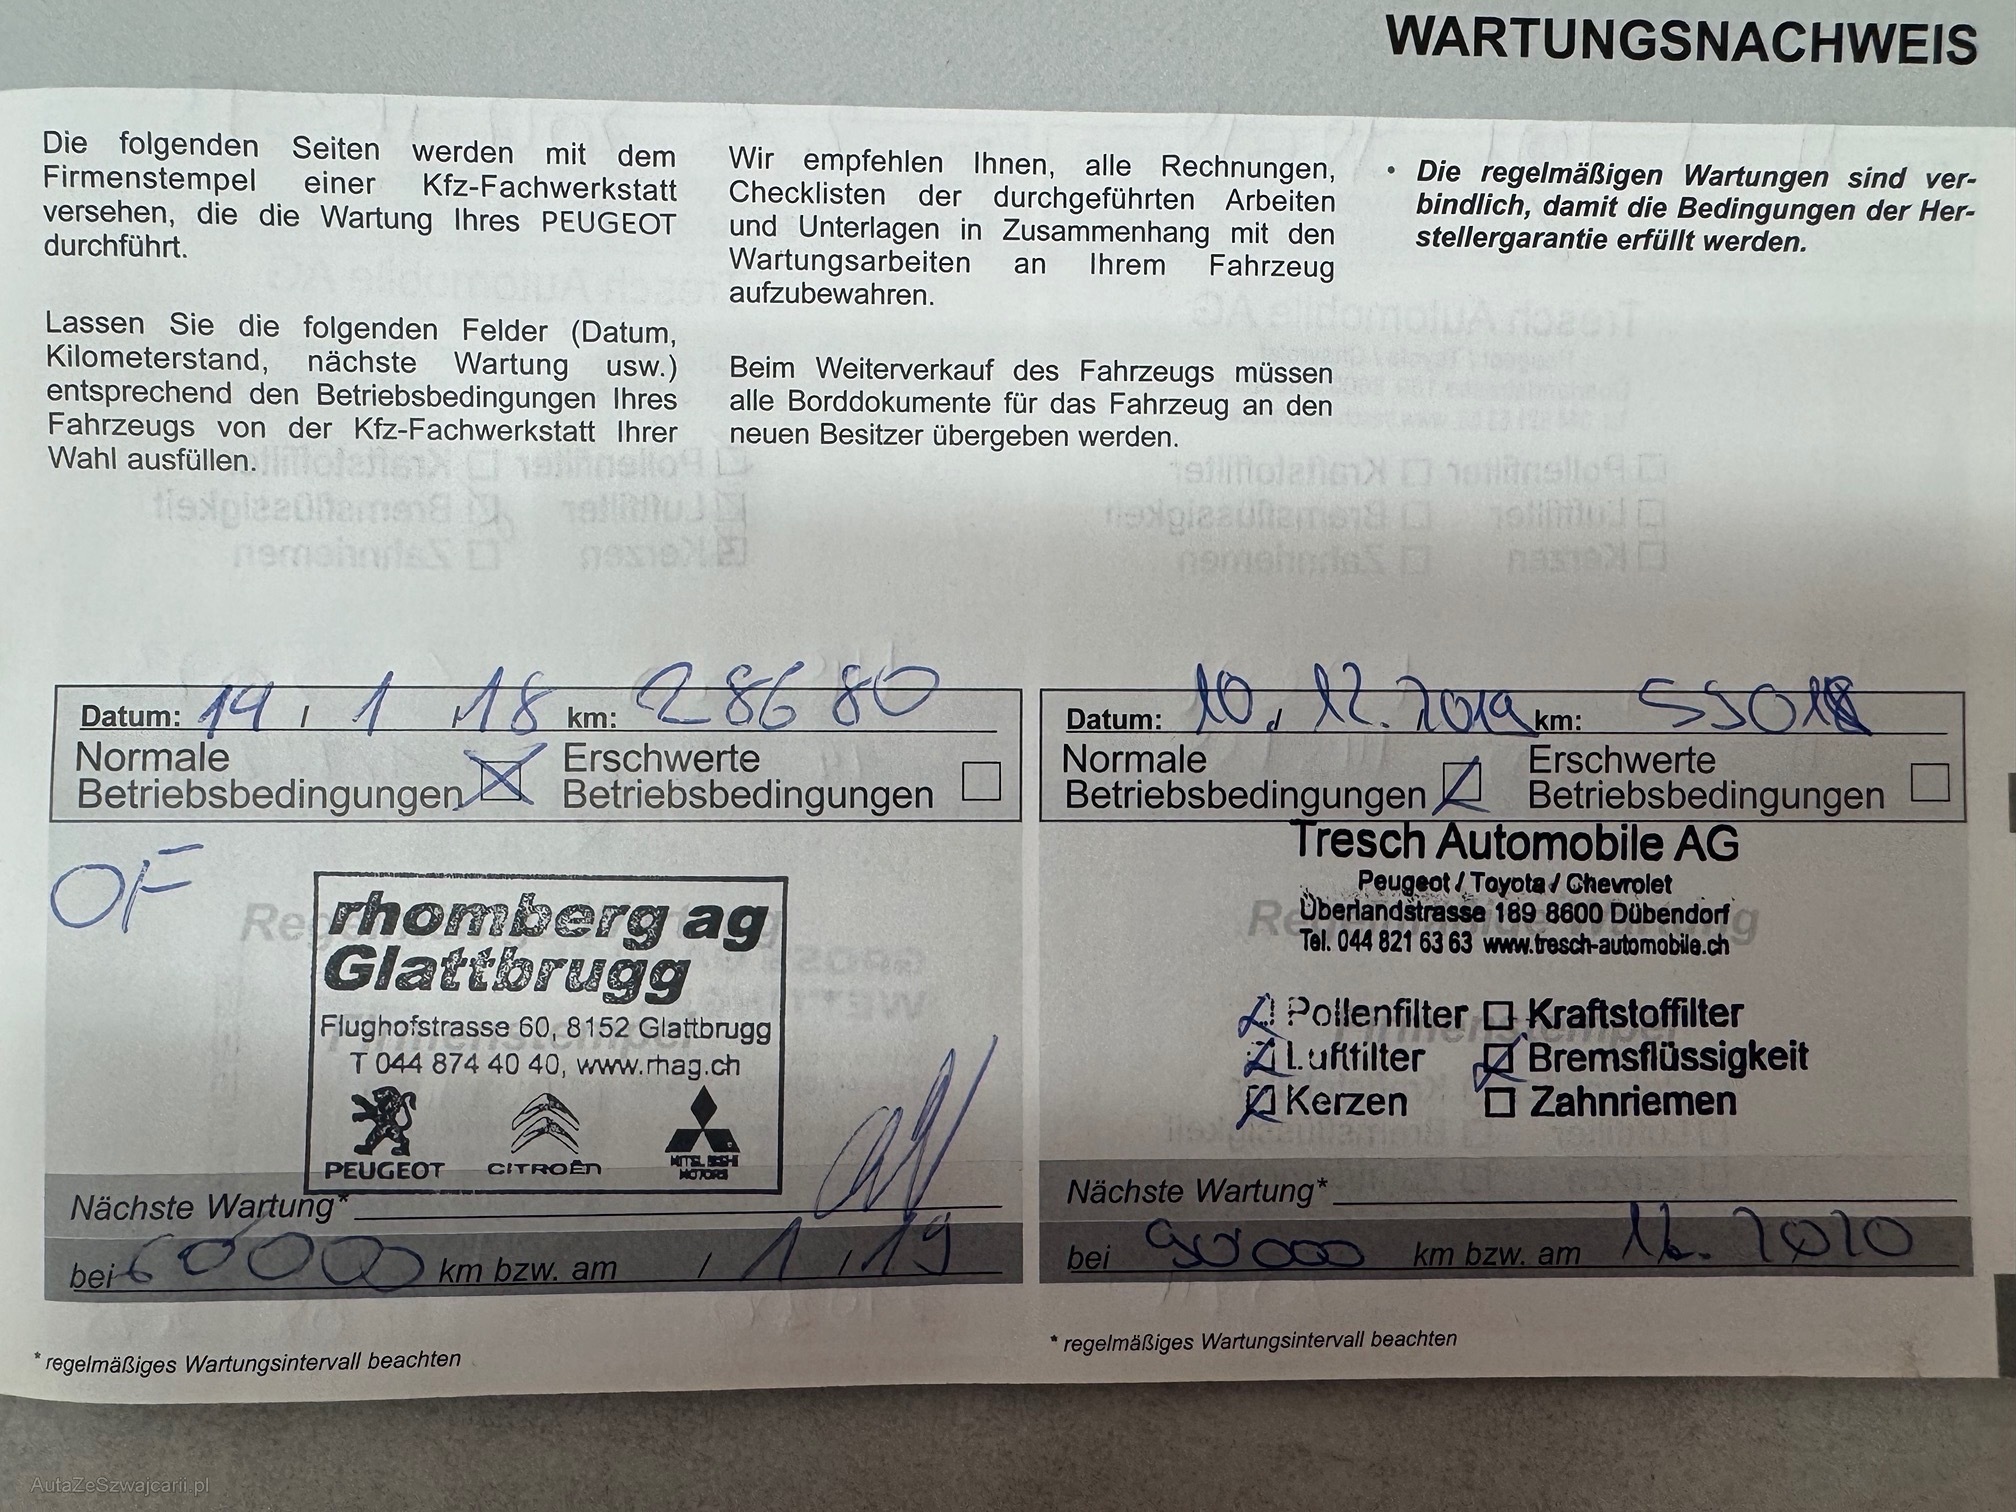 WARTUNGSNACHWEIS
Die folgenden Seiten werden mit dem
Firmenstempel einer Kfz-Fachwerkstatt
versehen, die die Wartung Ihres PEUGEOT
durchführt.
Lassen Sie die folgenden Felder (Datum,
Kilometerstand, nächste Wartung usw.)
entsprechend den Betriebsbedingungen Ihres
Fahrzeugs von der Kfz-Fachwerkstatt Ihrer
Wahl ausfüllen.
Wir empfehlen Ihnen, alle Rechnungen,
Checklisten der durchgeführten Arbeiten
und Unterlagen in Zusammenhang mit den
Wartungsarbeiten an Ihrem Fahrzeug
aufzubewahren.
Beim Weiterverkauf des Fahrzeugs müssen
alle Borddokumente für das Fahrzeug an den
neuen Besitzer übergeben werden.
• Die regelmäßigen Wartungen sind ver-
bindlich, damit die Bedingungen der Her-
stellergarantie erfüllt werden.
Datum: 19 / 1 / 18 km: 28680
Normale
Betriebsbedingungen
Erschwerte
Betriebsbedingungen
OF
rhomberg ag
Glattbrugg
Flughofstrasse 60, 8152 Glattbrugg
T 044 874 40 40, www.rhag.ch
PEUGEOT CITROËN MITSUBISHI
MOTORS
Nächste Wartung*
bei 60000 km bzw. am / 1 / 19
* regelmäßiges Wartungsintervall beachten
Datum: 10 / 12.2019 km:
Normale
Betriebsbedingungen
Erschwerte
Betriebsbedingungen
Tresch Automobile AG
Peugeot / Toyota / Chevrolet
Überlandstrasse 189 8600 Dübendorf
Tel. 044 821 63 63 www.tresch-automobile.ch
Pollenfilter Kraftstoffilter
Luftfilter Bremsflüssigkeit
Kerzen Zahnriemen
Nächste Wartung*
bei 90'000 km bzw. am 12. 2020
* regelmäßiges Wartungsintervall beachten
AutaZeSzwajcarii.pl